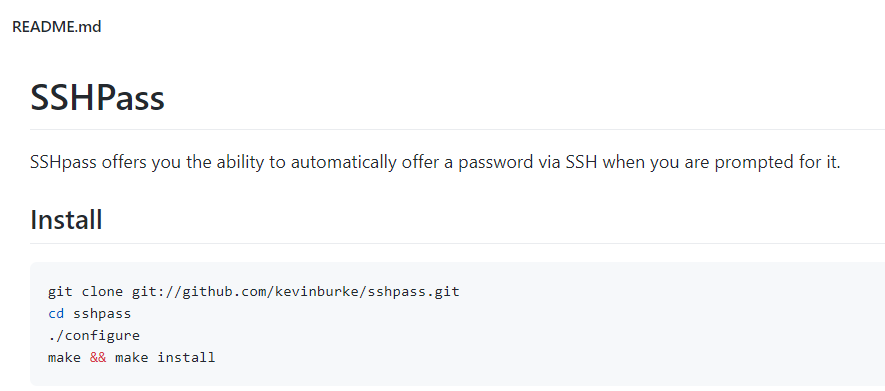 README.md
SSHPass
SSHpass offers you the ability to automatically offer a password via SSH when you are prompted for it.
Install
git clone git://github.com/kevinburke/sshpass.git
cd sshpass
./configure
make && make install